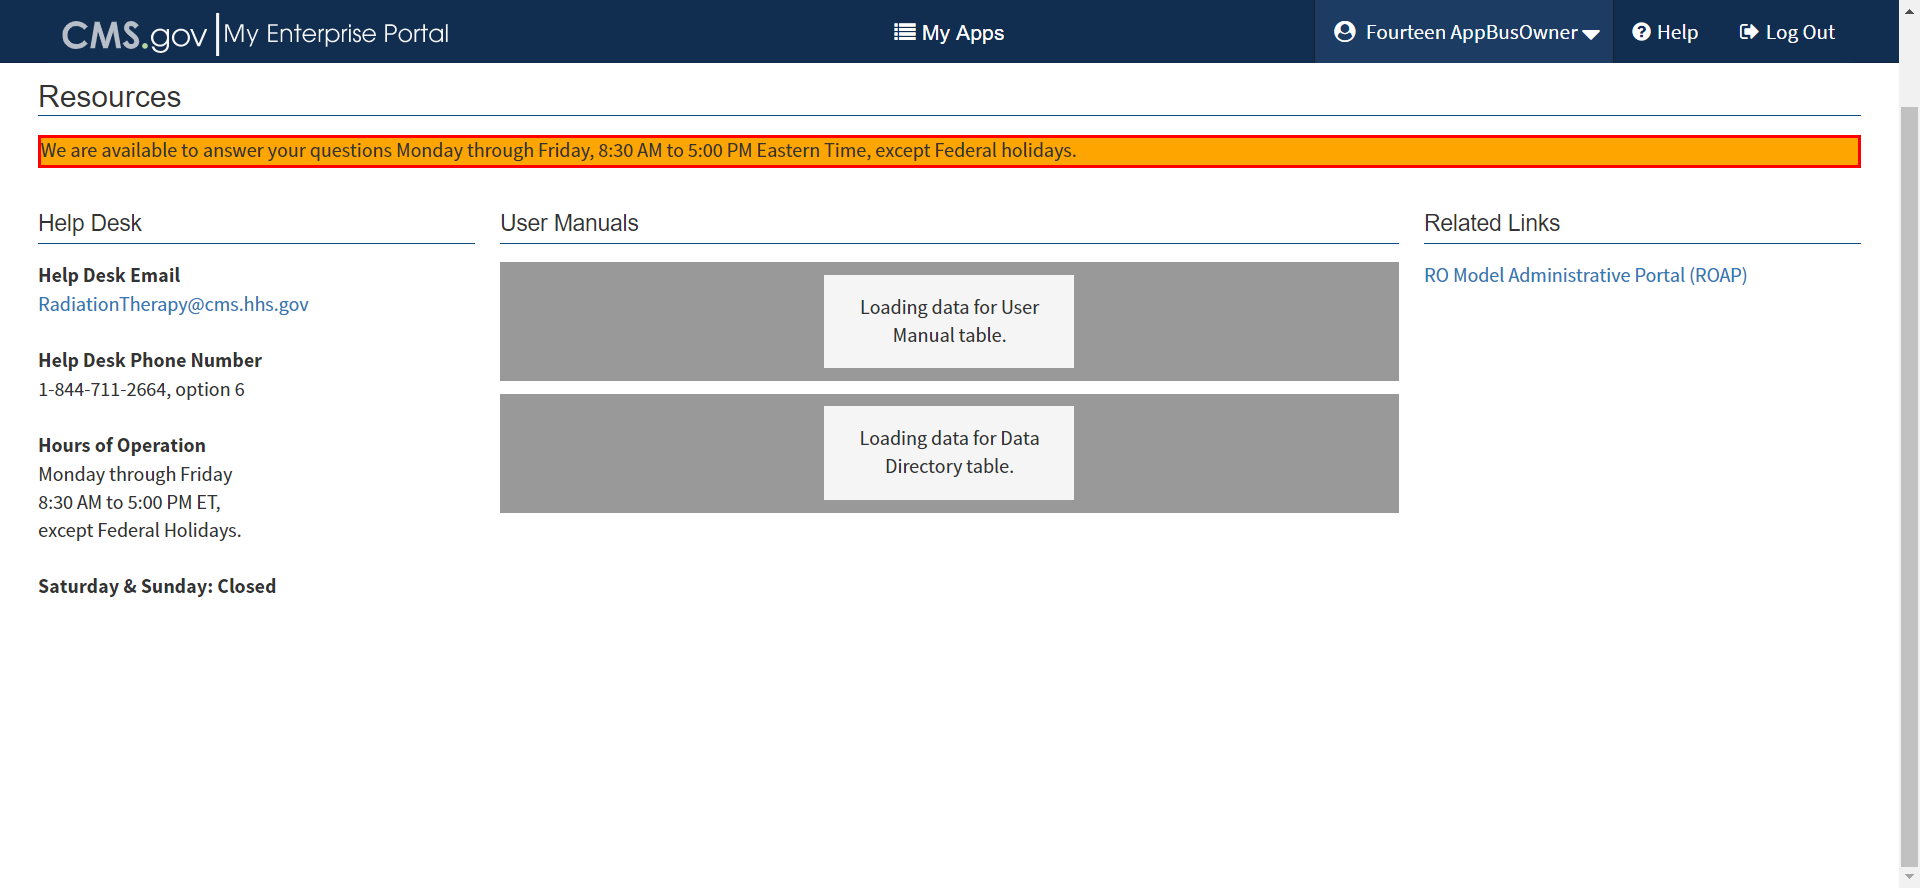 CMS.gov My Enterprise Portal
My Apps
Fourteen AppBusOwner
Help
Log Out
Resources
We are available to answer your questions Monday through Friday, 8:30 AM to 5:00 PM Eastern Time, except Federal holidays.
Help Desk
Help Desk Email
RadiationTherapy@cms.hhs.gov
Help Desk Phone Number
1-844-711-2664, option 6
Hours of Operation
Monday through Friday
8:30 AM to 5:00 PM ET,
except Federal Holidays.
Saturday & Sunday: Closed
User Manuals
Loading data for User
Manual table.
Loading data for Data
Directory table.
Related Links
RO Model Administrative Portal (ROAP)